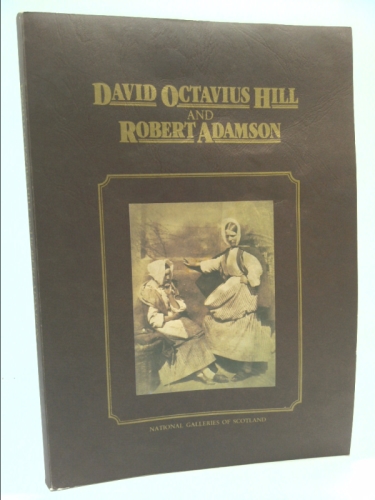 DAVID OCTAVIUS HILL
AND
ROBERT ADAMSON
NATIONAL GALLERIES OF SCOTLAND